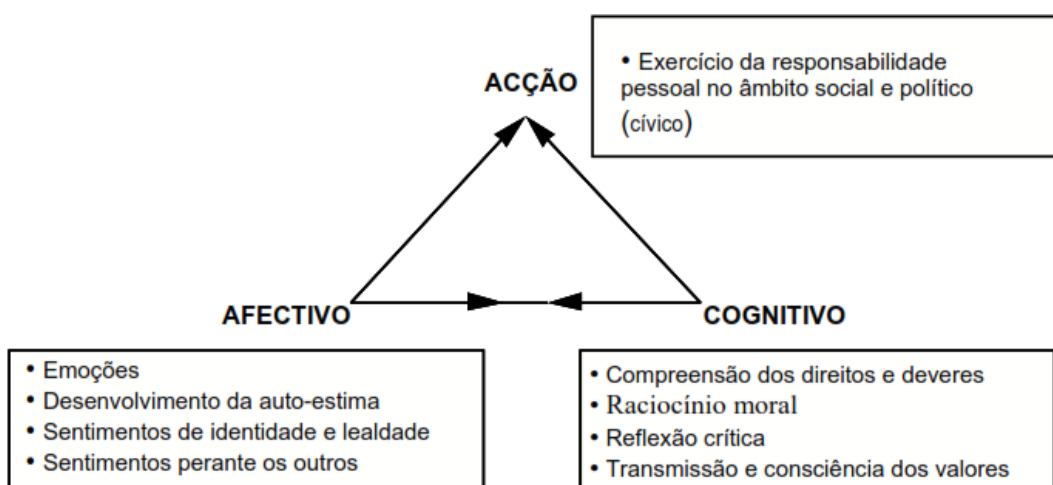 ACÇÃO
• Exercício da responsabilidade
pessoal no âmbito social e político
(cívico)
AFECTIVO
COGNITIVO
• Emoções
• Desenvolvimento da auto-estima
• Sentimentos de identidade e lealdade
• Sentimentos perante os outros
• Compreensão dos direitos e deveres
• Raciocínio moral
• Reflexão crítica
• Transmissão e consciência dos valores